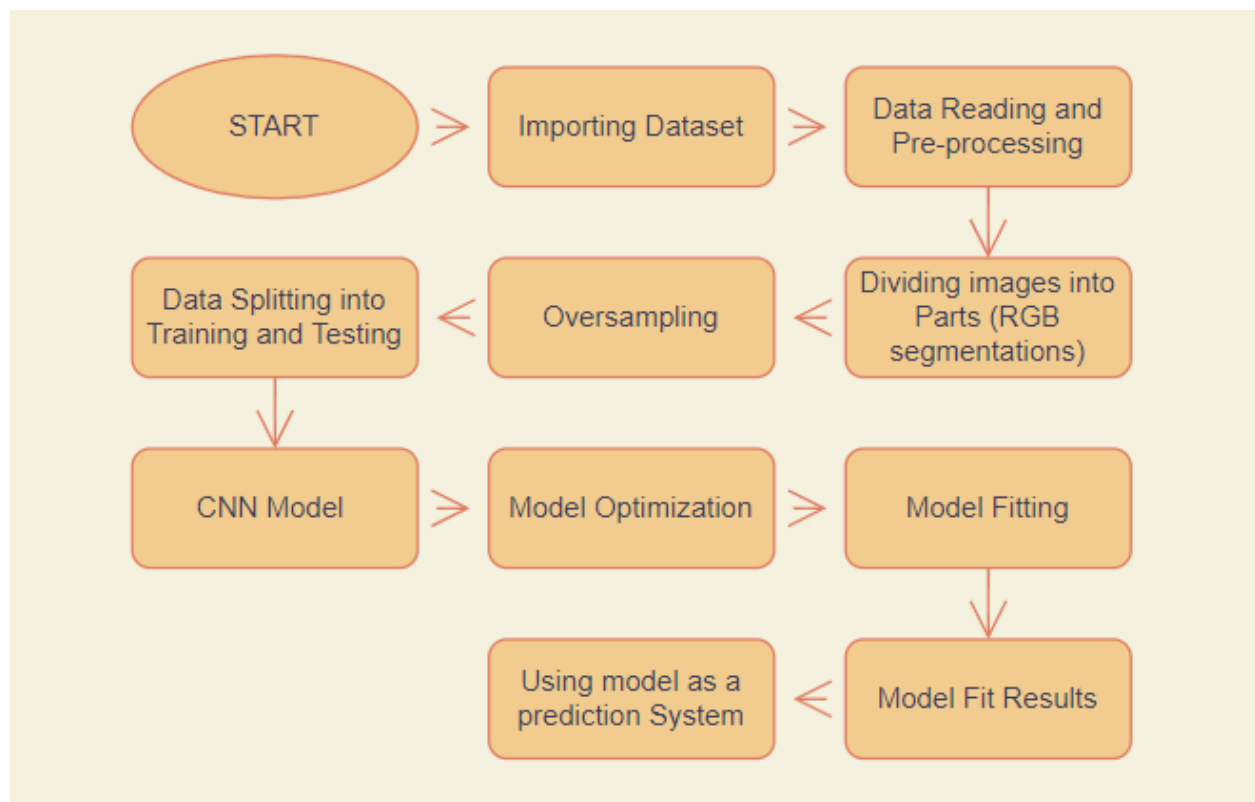 START
Importing Dataset
Data Reading and
Pre-processing
Dividing images into
Parts (RGB
segmentations)
Oversampling
Data Splitting into
Training and Testing
CNN Model
Model Optimization
Model Fitting
Model Fit Results
Using model as a
prediction System